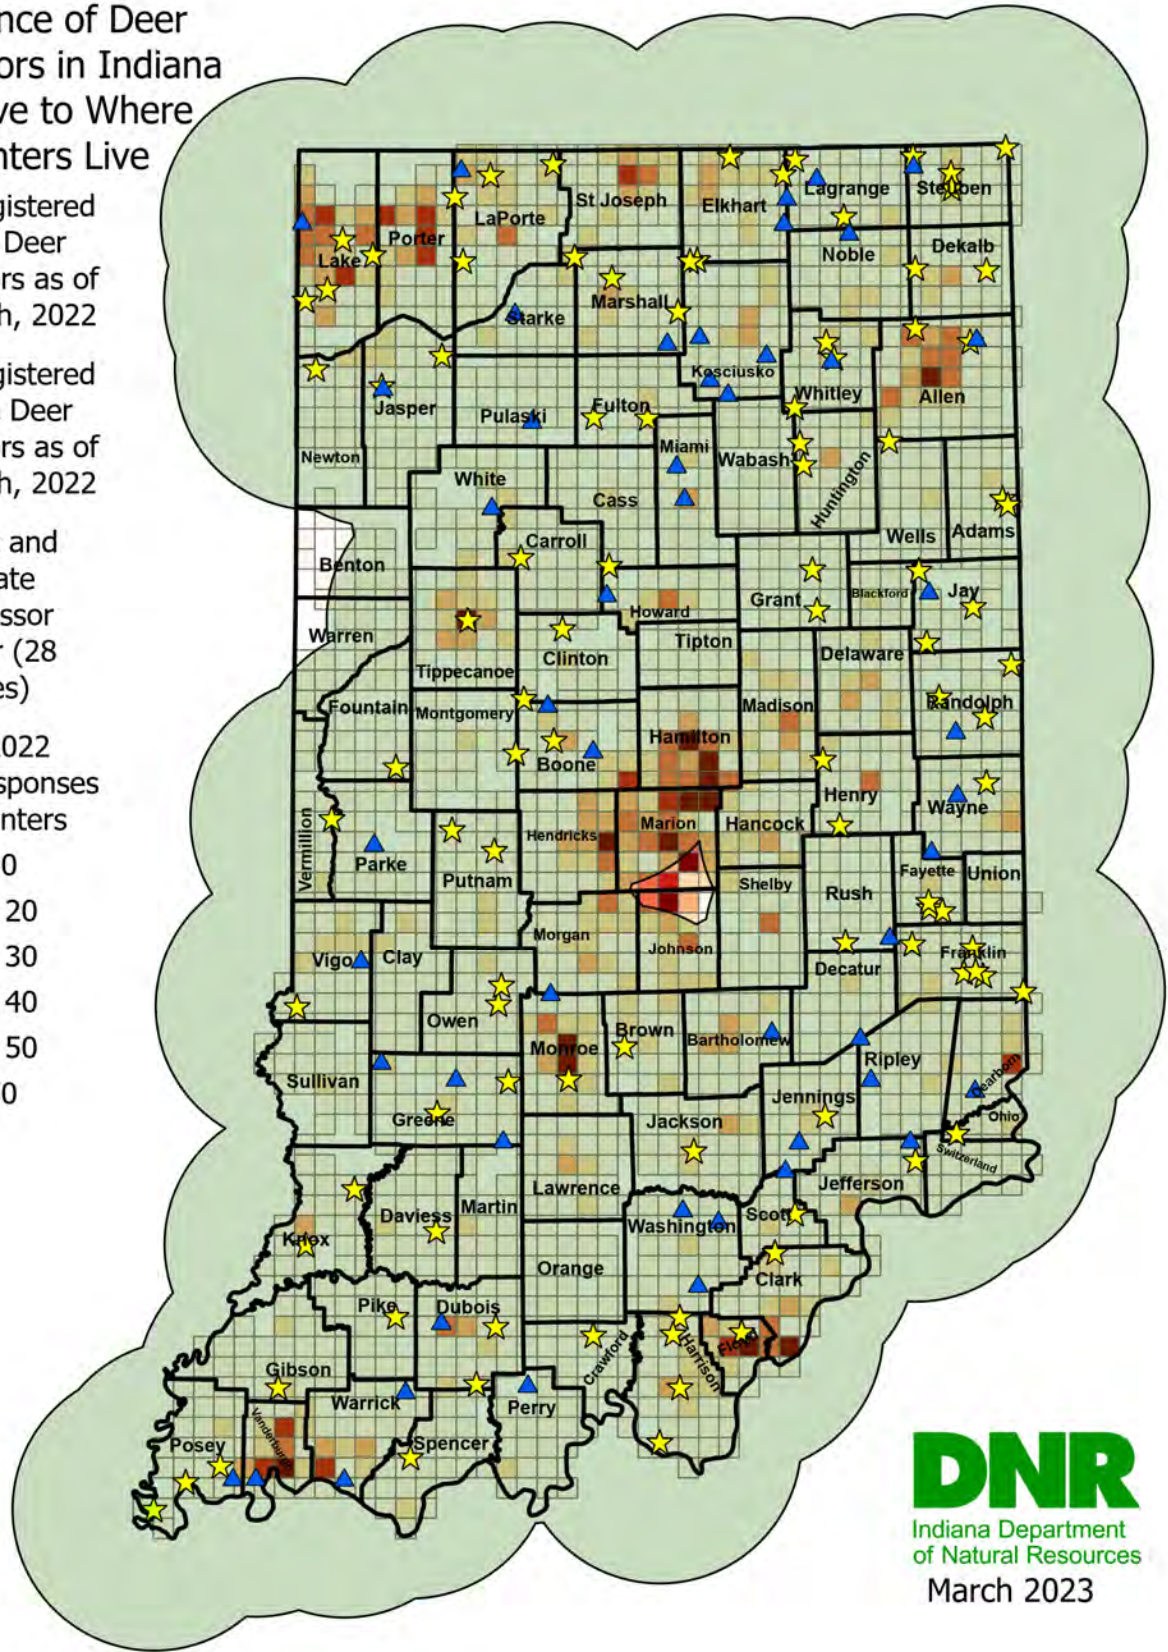 nce of Deer
ors in Indiana
ve to Where
nters Live
gistered
Deer
rs as of
h, 2022
gistered
Deer
rs as of
h, 2022
and
ate
ssor
r (28
es)
022
sponses
nters
0
20
30
40
50
0
St Joseph
Elkhart
Lagrange
Steuben
LaPorte
Porter
Lake
Noble
Dekalb
Marshall
Starke
Kosciusko
Whitley
Allen
Jasper
Pulaski
Fulton
Newton
Miami
Wabash
Huntington
White
Cass
Wells
Adams
Carroll
Benton
Grant
Blackford
Jay
Howard
Warren
Tipton
Clinton
Tippecanoe
Delaware
Fountain
Montgomery
Madison
Randolph
Hamilton
Boone
Henry
Wayne
Vermillion
Parke
Putnam
Hendricks
Marion
Hancock
Shelby
Rush
Fayette
Union
Morgan
Johnson
Vigo
Clay
Franklin
Decatur
Owen
Monroe
Brown
Bartholomew
Ripley
Dearborn
Sullivan
Greene
Jennings
Ohio
Jackson
Switzerland
Lawrence
Jefferson
Martin
Daviess
Knox
Washington
Scott
Orange
Clark
Pike
Dubois
Crawford
Harrison
Floyd
Gibson
Warrick
Perry
Vanderburgh
Posey
Spencer
DNR
Indiana Department
of Natural Resources
March 2023